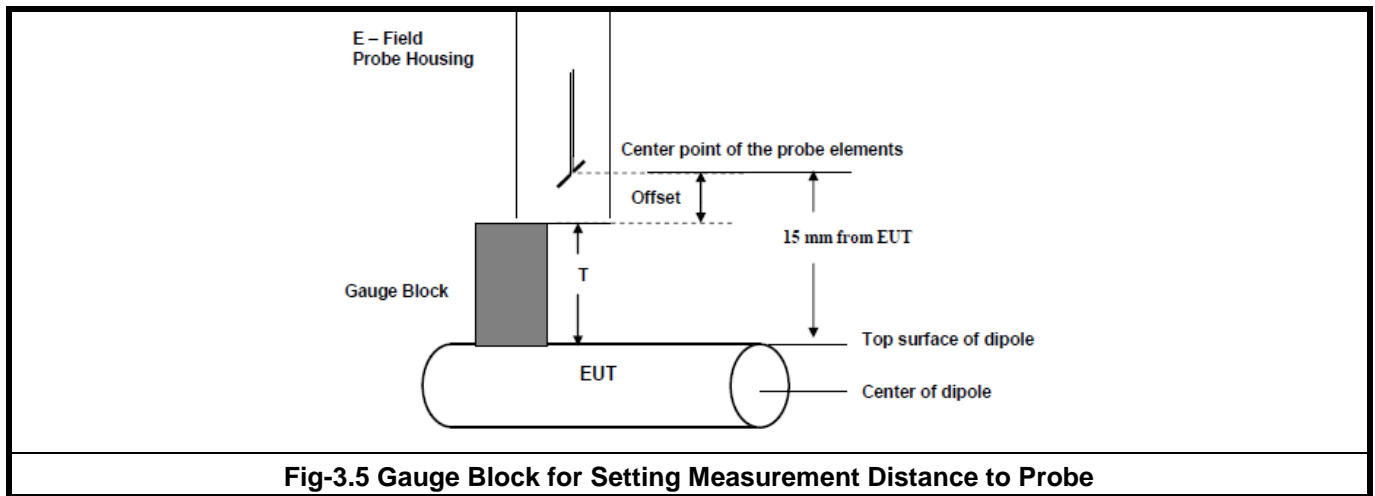 E – Field
Probe Housing
Center point of the probe elements
Offset
15 mm from EUT
T
Gauge Block
Top surface of dipole
EUT
Center of dipole
Fig-3.5 Gauge Block for Setting Measurement Distance to Probe